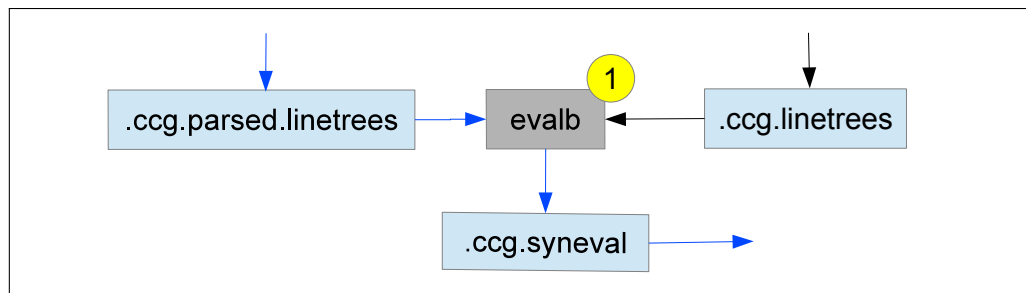 1
.ccg.parsed.linetrees
evalb
.ccg.linetrees
.ccg.syneval